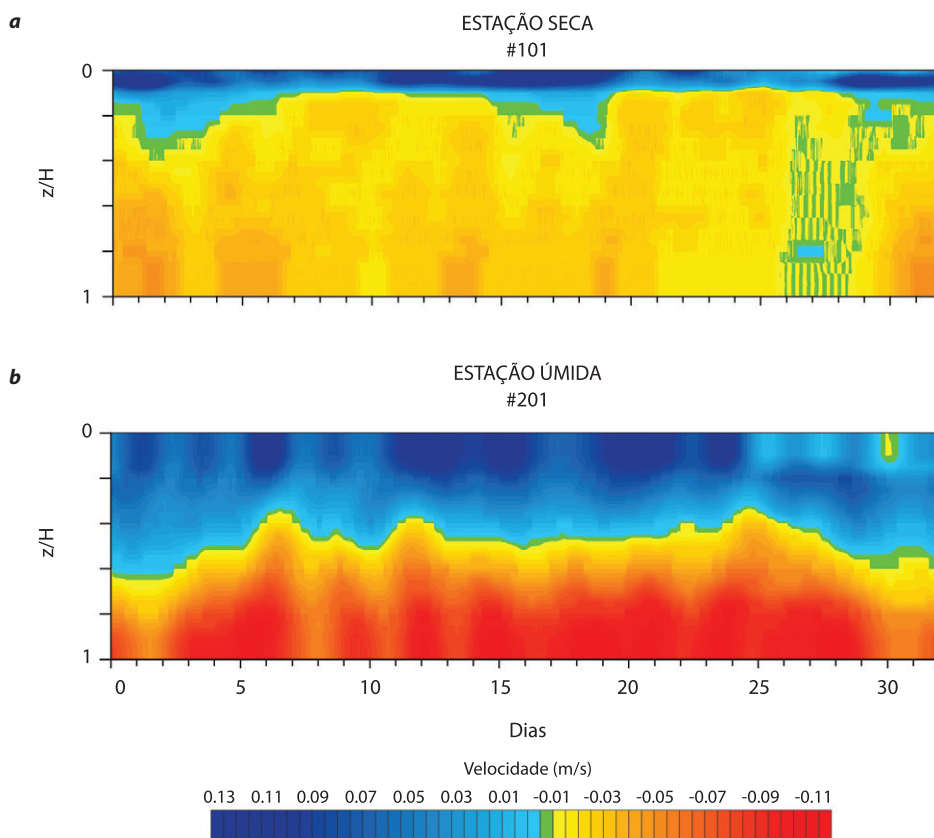 a
ESTAÇÃO SECA
#101
0
z/H
1
b
ESTAÇÃO ÚMIDA
#201
0
z/H
1
0 5 10 15 20 25 30
Dias
Velocidade (m/s)
0.13 0.11 0.09 0.07 0.05 0.03 0.01 -0.01 -0.03 -0.05 -0.07 -0.09 -0.11